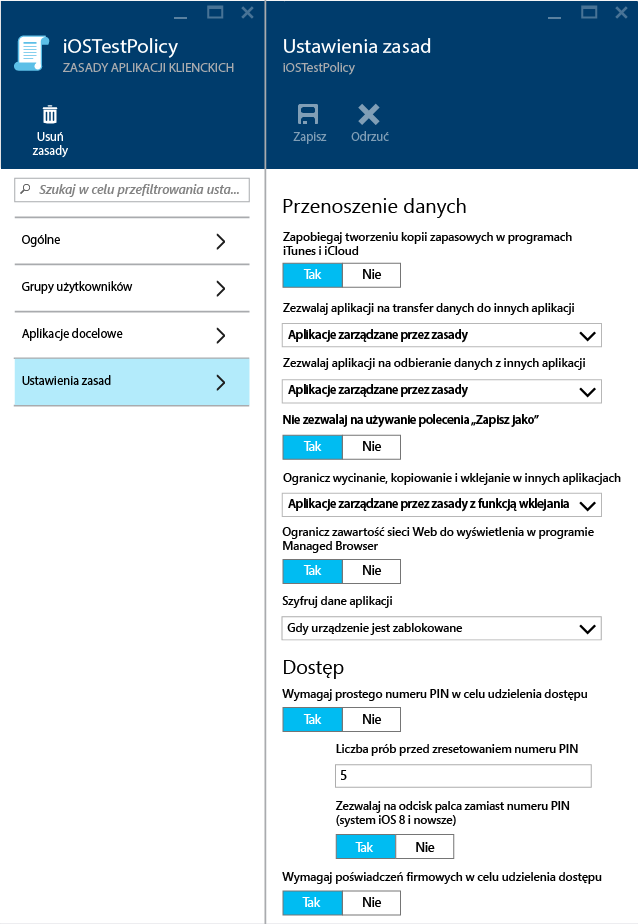 iOSTestPolicy
ZASADY APLIKACJI KLIENCKICH
Usuń
zasady
Szukaj w celu przefiltrowania usta...
Ogólne
Grupy użytkowników
Aplikacje docelowe
Ustawienia zasad
Ustawienia zasad
iOSTestPolicy
Zapisz Odrzuć
Przenoszenie danych
Zapobiegaj tworzeniu kopii zapasowych w programach
iTunes i iCloud
Tak Nie
Zezwalaj aplikacji na transfer danych do innych aplikacji
Aplikacje zarządzane przez zasady
Zezwalaj aplikacji na odbieranie danych z innych aplikacji
Aplikacje zarządzane przez zasady
Nie zezwalaj na używanie polecenia „Zapisz jako”
Tak Nie
Ogranicz wycinanie, kopiowanie i wklejanie w innych aplikacjach
Aplikacje zarządzane przez zasady z funkcją wklejania
Ogranicz zawartość sieci Web do wyświetlenia w programie
Managed Browser
Tak Nie
Szyfruj dane aplikacji
Gdy urządzenie jest zablokowane
Dostęp
Wymagaj prostego numeru PIN w celu udzielenia dostępu
Tak Nie
Liczba prób przed zresetowaniem numeru PIN
5
Zezwalaj na odcisk palca zamiast numeru PIN
(system iOS 8 i nowsze)
Tak Nie
Wymagaj poświadczeń firmowych w celu udzielenia dostępu
Tak Nie